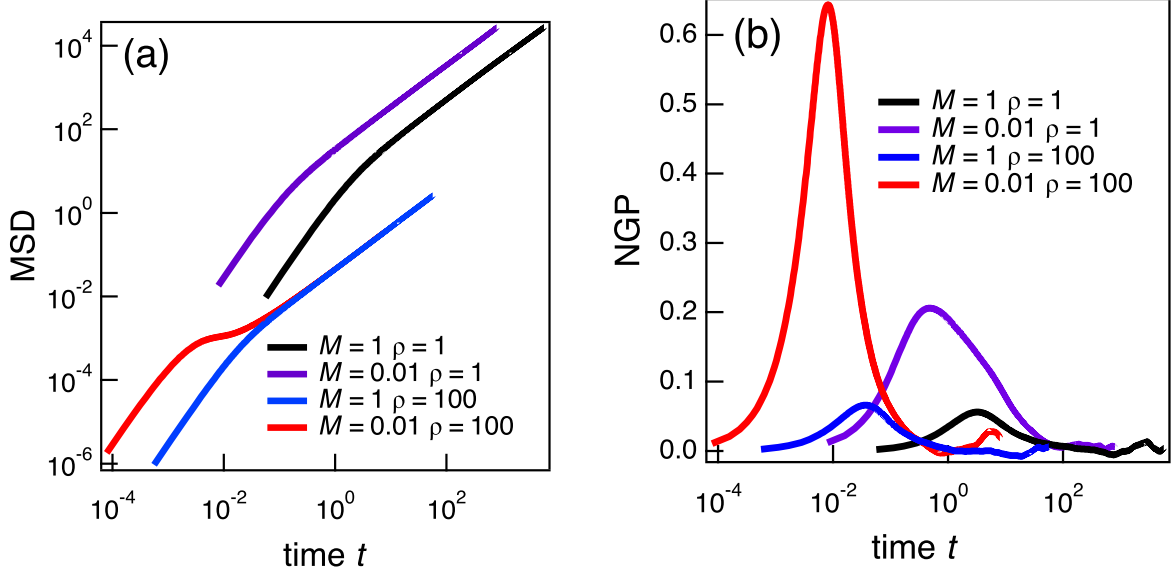 (a)
MSD
10^4
10^2
10^0
10^-2
10^-4
10^-6
M = 1 ρ = 1
M = 0.01 ρ = 1
M = 1 ρ = 100
M = 0.01 ρ = 100
10^-4 10^-2 10^0 10^2
time t
(b)
NGP
0.6
0.5
0.4
0.3
0.2
0.1
0.0
M = 1 ρ = 1
M = 0.01 ρ = 1
M = 1 ρ = 100
M = 0.01 ρ = 100
10^-4 10^-2 10^0 10^2
time t